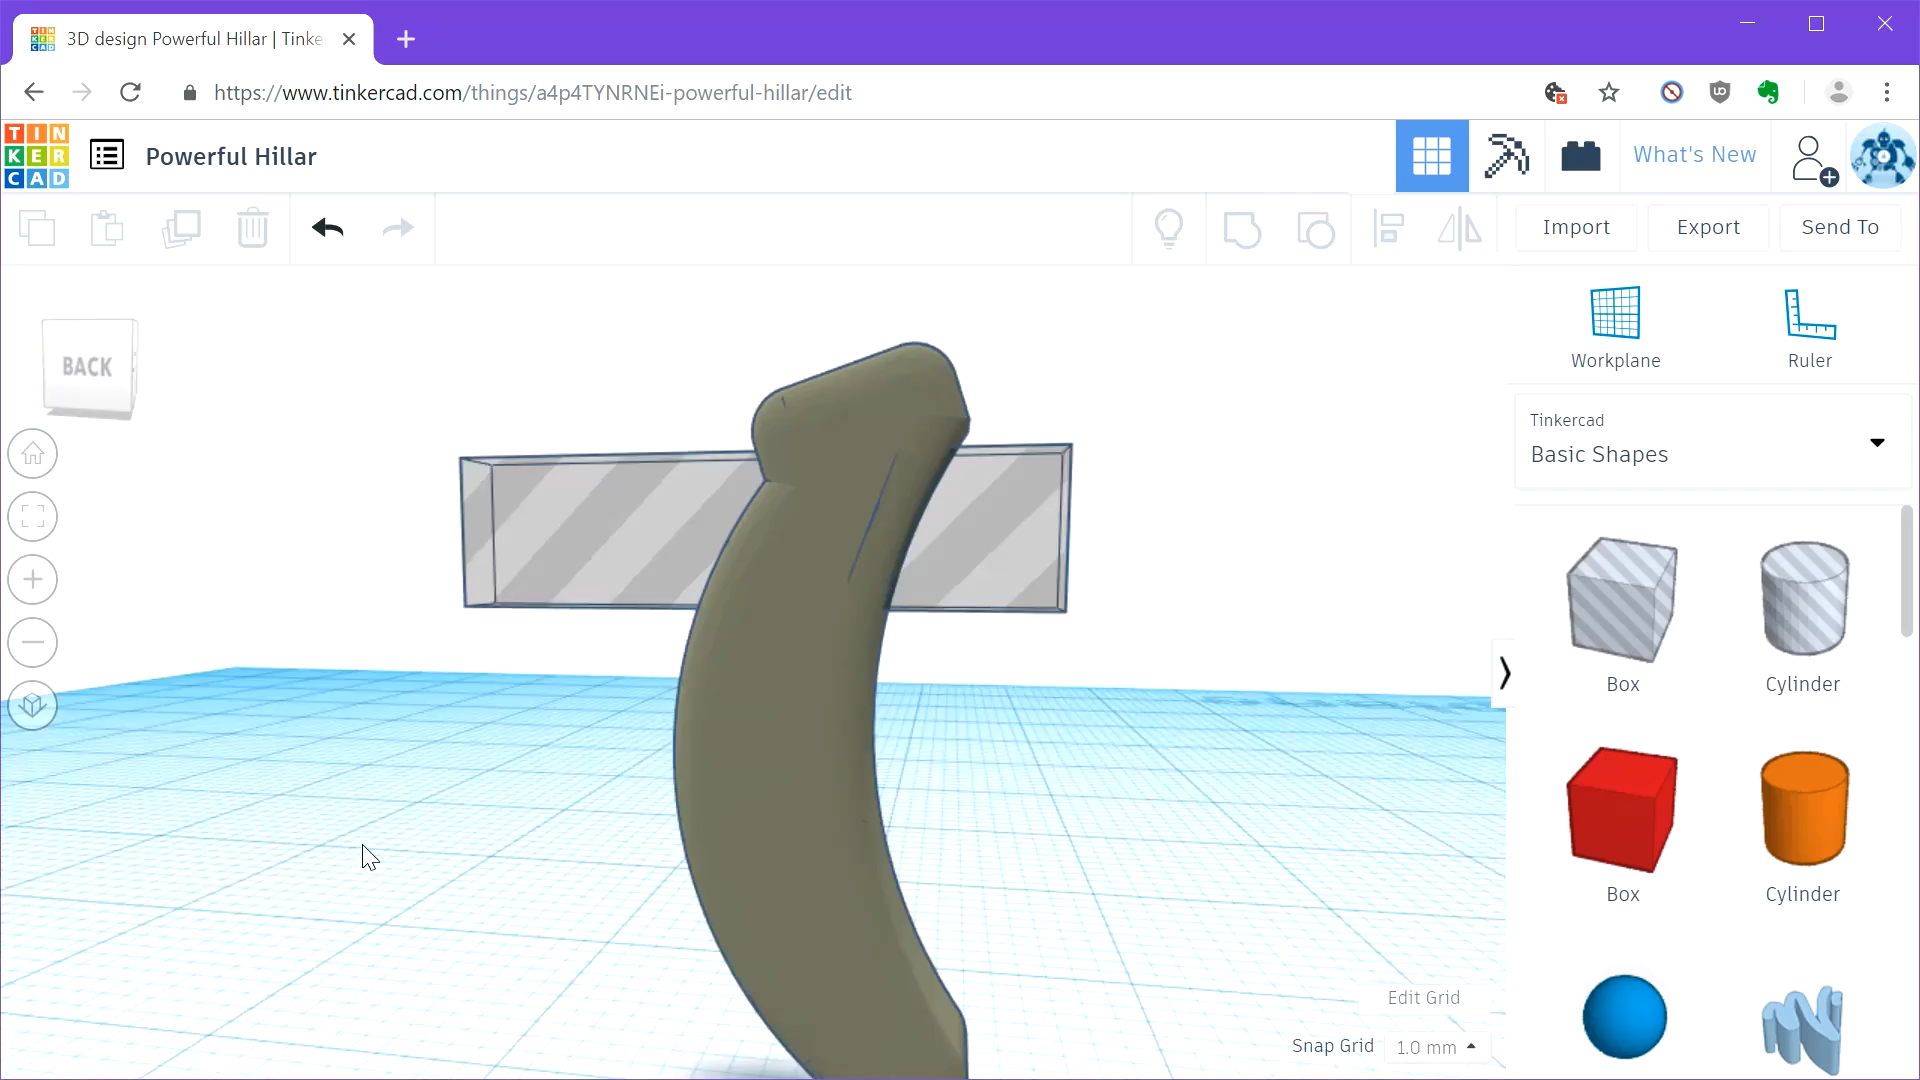 3D design Powerful Hillar | Tinke
https://www.tinkercad.com/things/a4p4TYNRNEi-powerful-hillar/edit
TIN
KER
CAD
Powerful Hillar
What's New
Import
Export
Send To
BACK
Workplane
Ruler
Tinkercad
Basic Shapes
Box
Cylinder
Box
Cylinder
Edit Grid
Snap Grid
1.0 mm